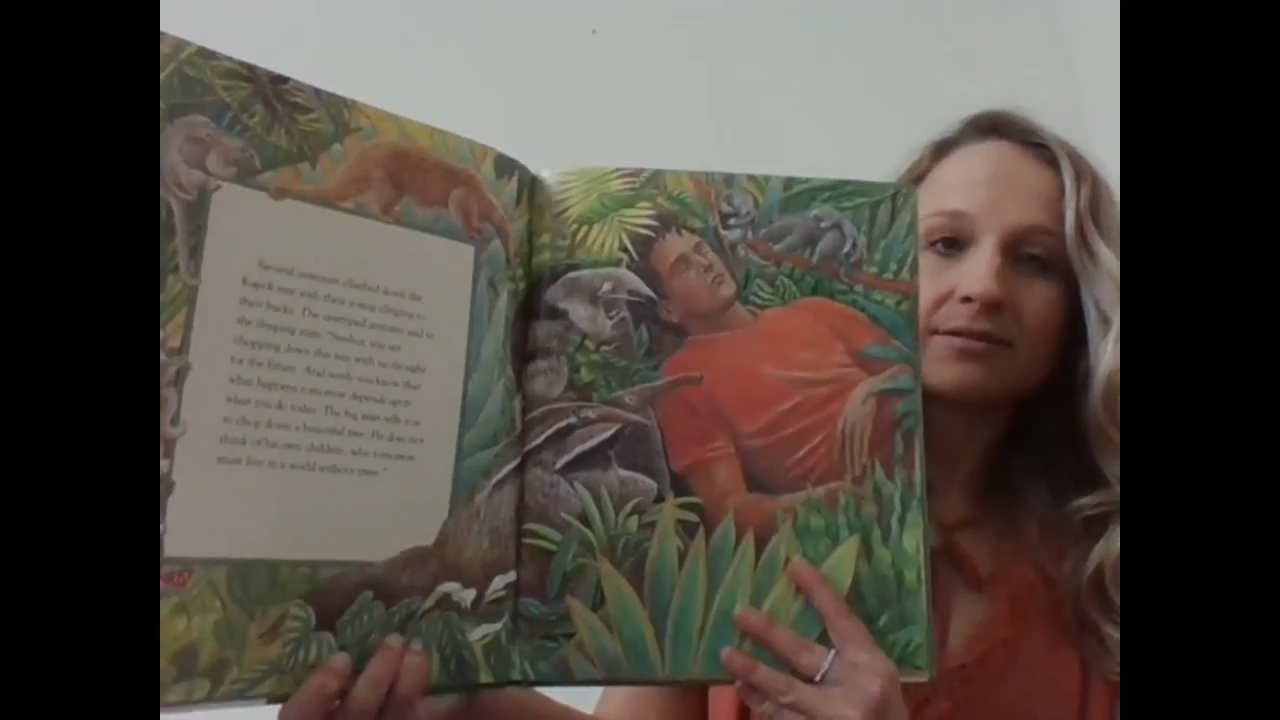 Several anteaters climbed down the
Kapok tree with their young clinging to
their backs. The unstriped anteater said to
the sleeping man: "Senhor, you are
chopping down this tree with no thought
for the future. And surely you know that
what happens tomorrow depends upon
what you do today. The big man tells you
to chop down a beautiful tree. He does not
think of his own children, who tomorrow
must live in a world without trees."